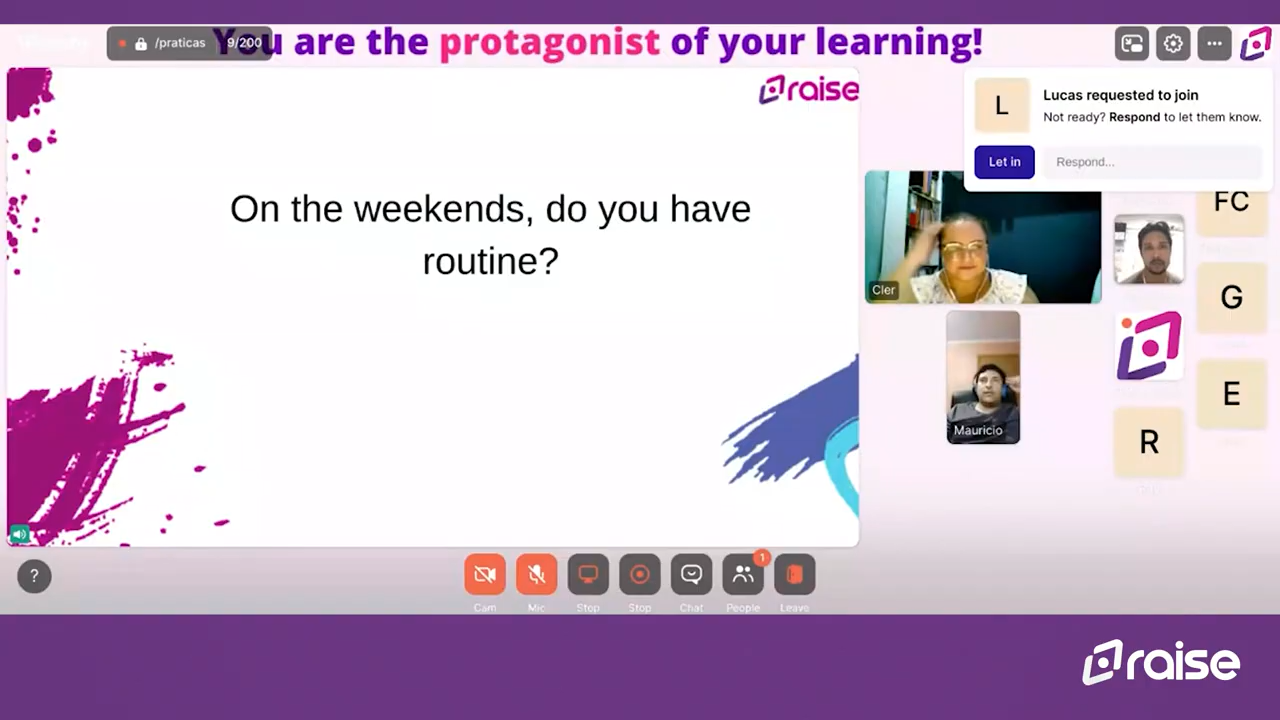 You are the protagonist of your learning!
/praticas 9/200
raise
On the weekends, do you have
routine?
L
Lucas requested to join
Not ready? Respond to let them know.
Let in
Respond...
Cler
Mauricio
FC
G
E
R
?
1
Cam
Mic
Stop
Stop
Chat
People
Leave
raise